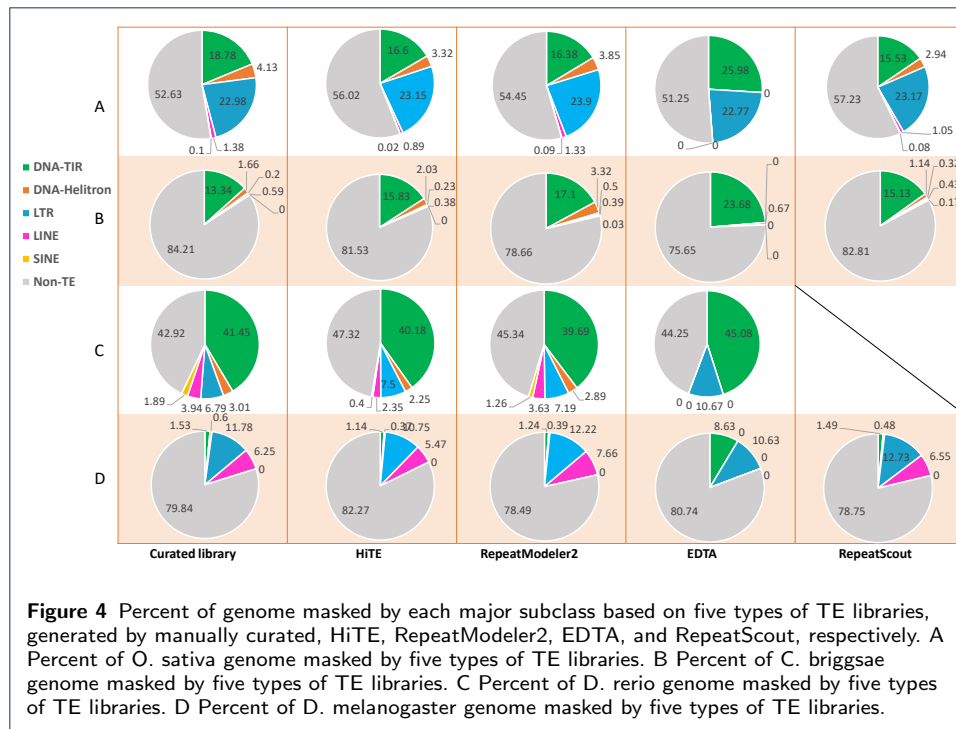 18.78 4.13 22.98 1.38 0.1 52.63
16.6 3.32 23.15 0.89 0.02 56.02
16.38 3.85 23.9 1.33 0.09 54.45
25.98 0 22.77 0 0 51.25
15.53 2.94 23.17 1.05 0.08 57.23
A
DNA-TIR
DNA-Helitron
LTR
LINE
SINE
Non-TE
13.34 1.66 0.2 0.59 0 84.21
15.83 2.03 0.23 0.38 0 81.53
17.1 3.32 0.5 0.39 0.03 78.66
23.68 0 0.67 0 0 75.65
15.13 1.14 0.32 0.43 0.17 82.81
B
41.45 3.01 6.79 3.94 1.89 42.92
40.18 2.25 7.5 2.35 0.4 47.32
39.69 2.89 7.19 3.63 1.26 45.34
45.08 0 10.67 0 0 44.25
C
1.53 0.6 11.78 6.25 0 79.84
1.14 0.37 10.75 5.47 0 82.27
1.24 0.39 12.22 7.66 0 78.49
8.63 0 10.63 0 0 80.74
1.49 0.48 12.73 6.55 0 78.75
D
Curated library HiTE RepeatModeler2 EDTA RepeatScout
Figure 4 Percent of genome masked by each major subclass based on five types of TE libraries,
generated by manually curated, HiTE, RepeatModeler2, EDTA, and RepeatScout, respectively. A
Percent of O. sativa genome masked by five types of TE libraries. B Percent of C. briggsae
genome masked by five types of TE libraries. C Percent of D. rerio genome masked by five types
of TE libraries. D Percent of D. melanogaster genome masked by five types of TE libraries.